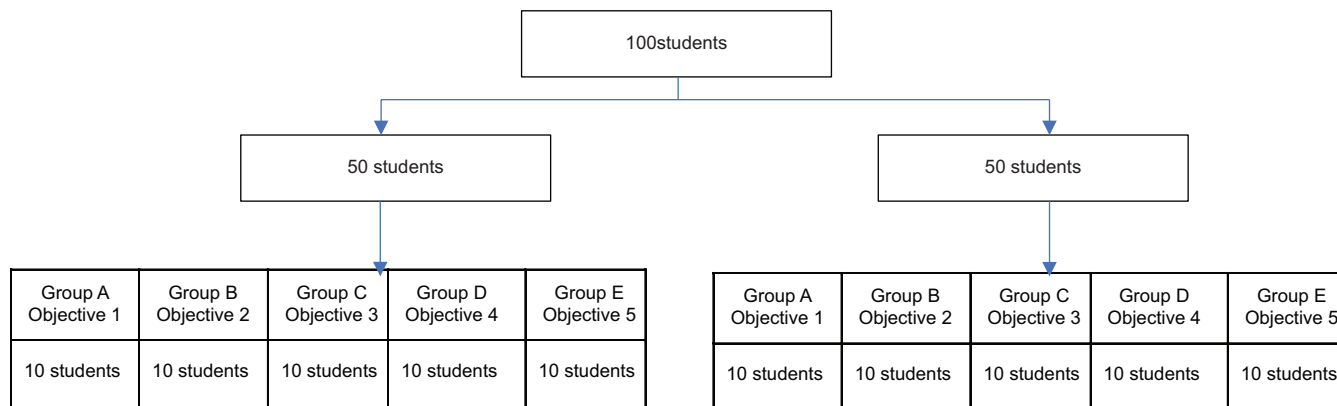 100students
50 students
50 students
Group A
Objective 1
Group B
Objective 2
Group C
Objective 3
Group D
Objective 4
Group E
Objective 5
10 students
10 students
10 students
10 students
10 students
Group A
Objective 1
Group B
Objective 2
Group C
Objective 3
Group D
Objective 4
Group E
Objective 5
10 students
10 students
10 students
10 students
10 students